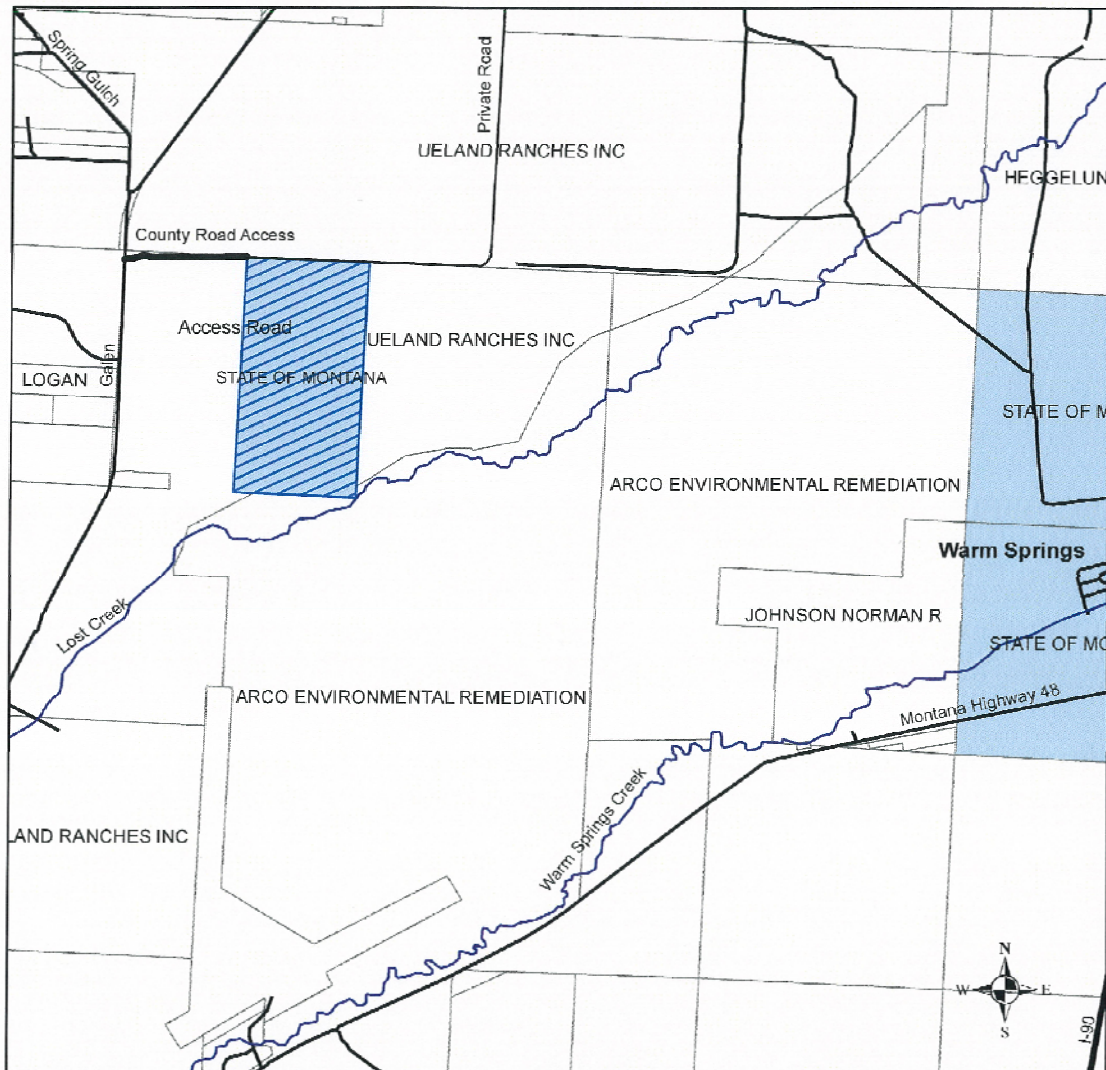 Spring Gulch
Private Road
UELAND RANCHES INC
HEGGELUN
County Road Access
Access Road
UELAND RANCHES INC
Galen
LOGAN
STATE OF MONTANA
STATE OF M
ARCO ENVIRONMENTAL REMEDIATION
Warm Springs
Lost Creek
JOHNSON NORMAN R
STATE OF MO
ARCO ENVIRONMENTAL REMEDIATION
Montana Highway 48
LAND RANCHES INC
Warm Springs Creek
N
W
E
S
I-90